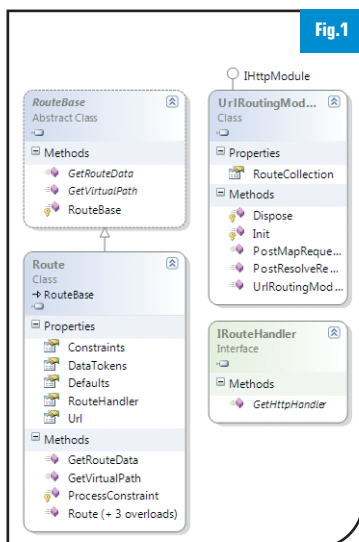 Fig.1
RouteBase
Abstract Class
Methods
GetRouteData
GetVirtualPath
RouteBase
Route
Class
RouteBase
Properties
Constraints
DataTokens
Defaults
RouteHandler
Url
Methods
GetRouteData
GetVirtualPath
ProcessConstraint
Route (+ 3 overloads)
IHttpModule
UrlRoutingMod...
Class
Properties
RouteCollection
Methods
Dispose
Init
PostMapReque...
PostResolveRe...
UrlRoutingMod ...
IRouteHandler
Interface
Methods
GetHttpHandler